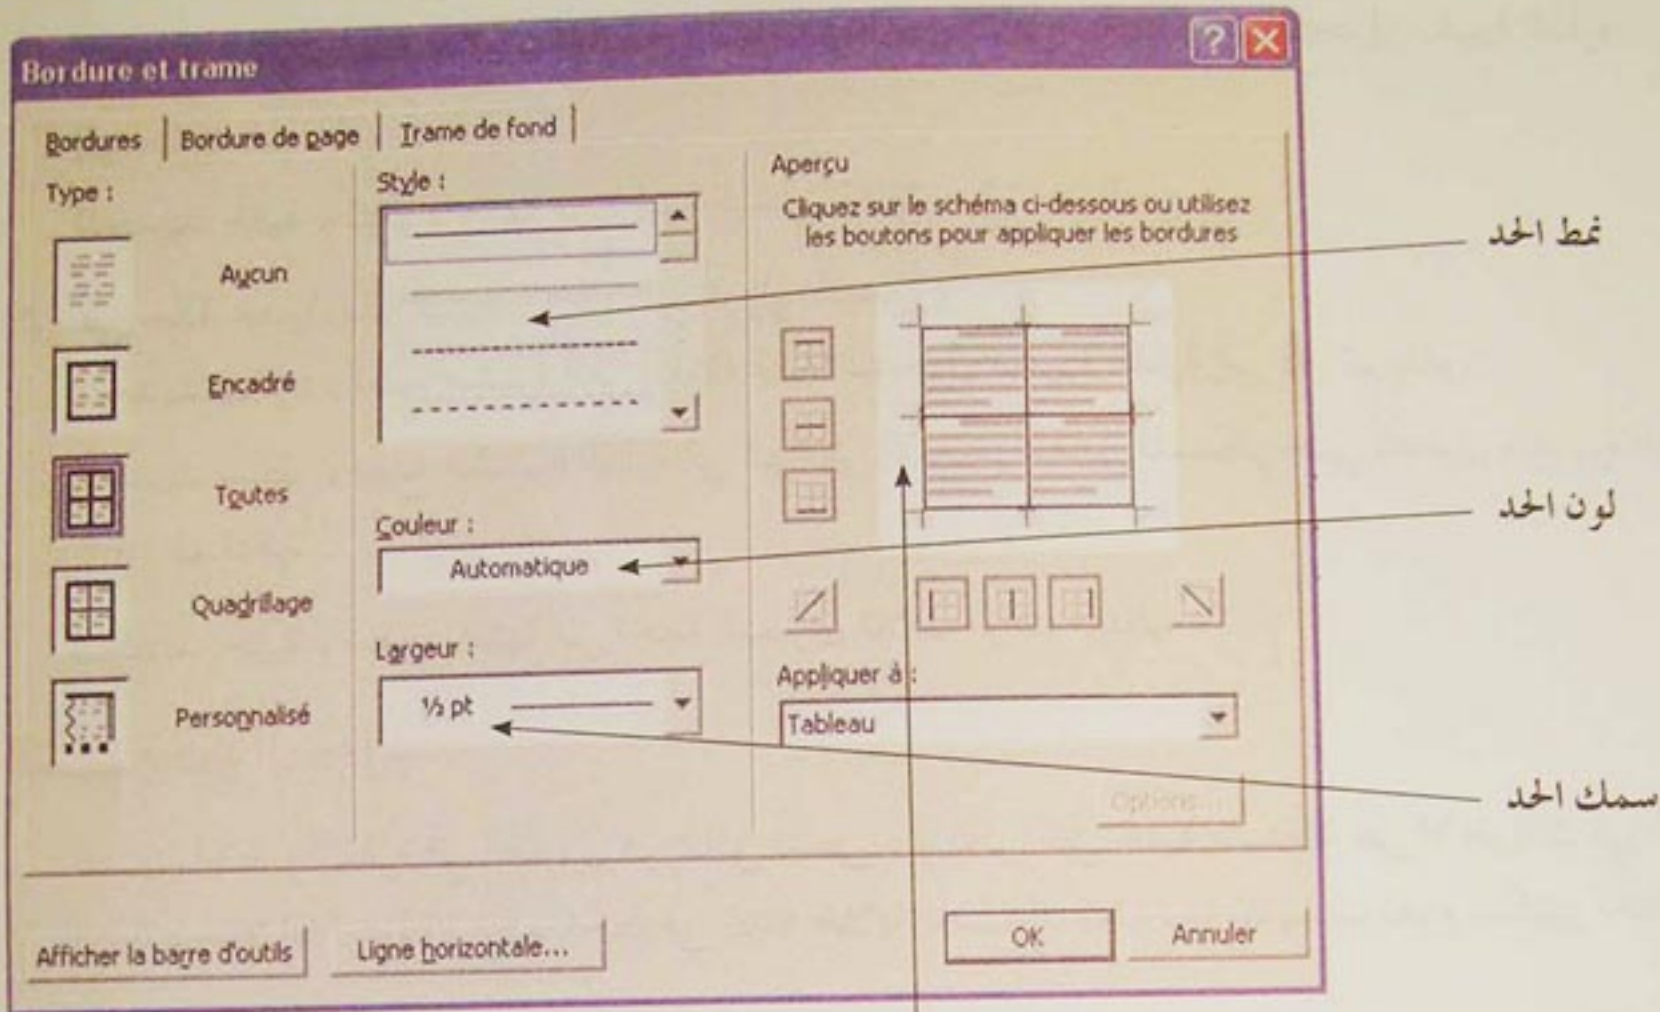 Bordure et trame
Bordures
Bordure de page
Trame de fond
Type :
Aucun
Encadré
Toutes
Quadrillage
Personnalisé
Style :
Couleur :
Automatique
Largeur :
½ pt
Aperçu
Cliquez sur le schéma ci-dessous ou utilisez
les boutons pour appliquer les bordures
Appliquer à :
Tableau
Options...
Afficher la barre d'outils
Ligne horizontale...
OK
Annuler
نمط الحد
لون الحد
سمك الحد